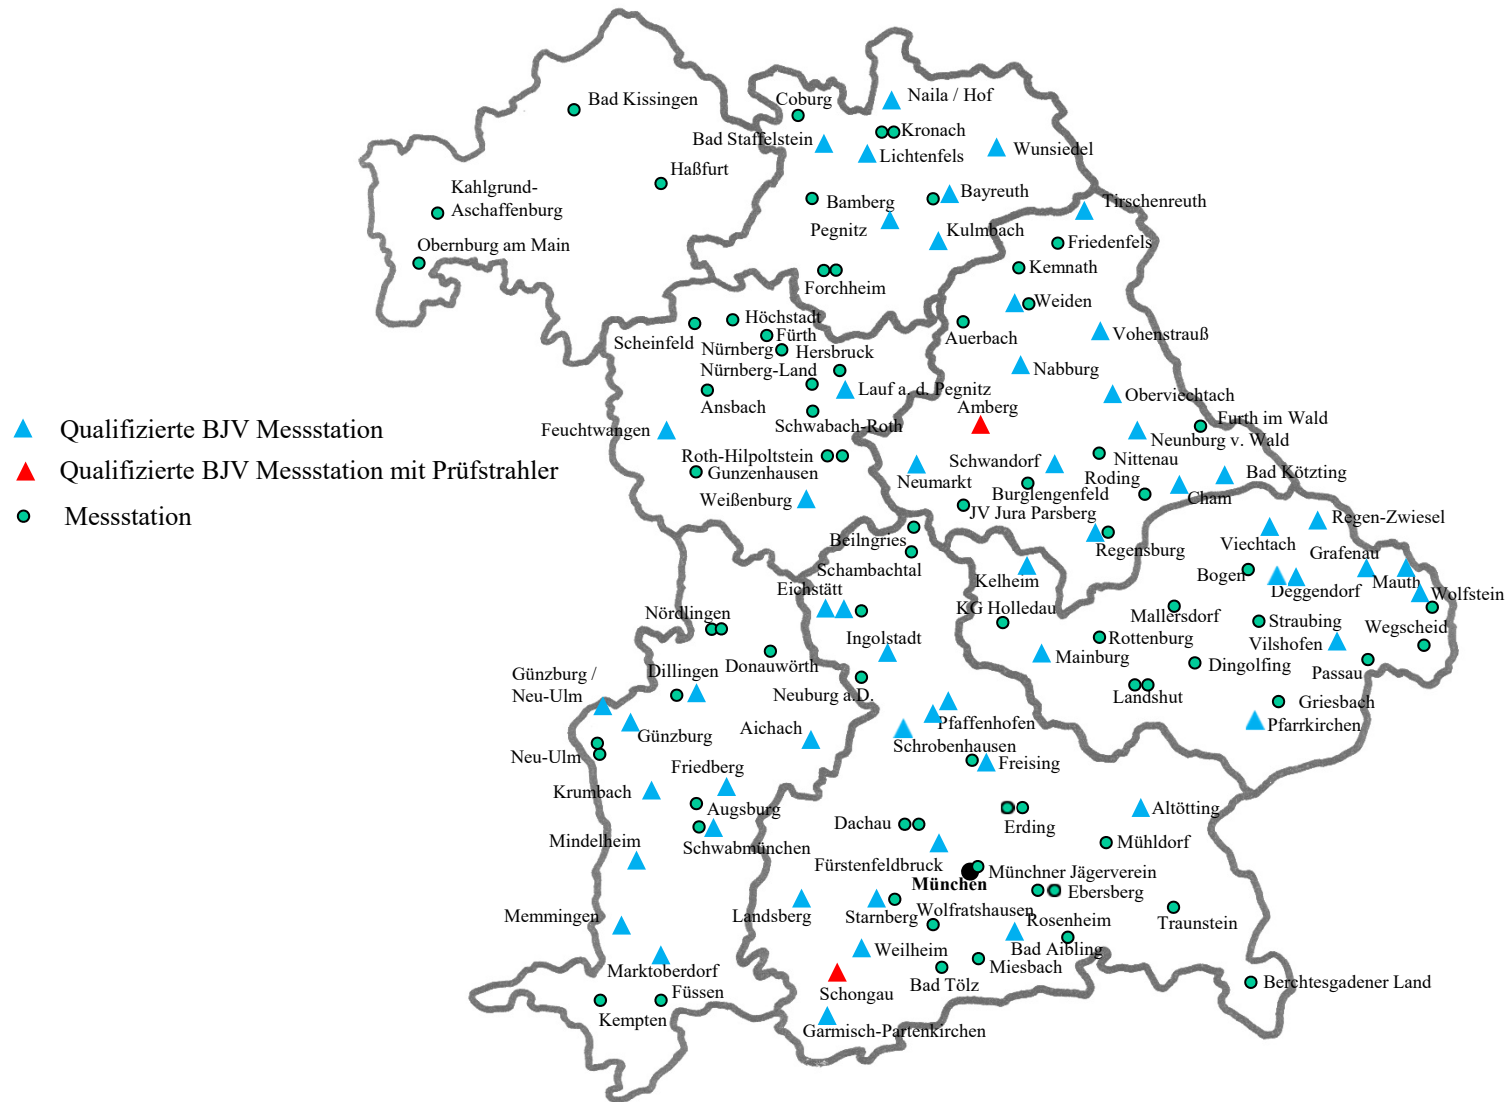 Bad Kissingen
Coburg
Naila / Hof
Kronach
Bad Staffelstein
Lichtenfels
Wunsiedel
Haßfurt
Kahlgrund-
Aschaffenburg
Bamberg
Bayreuth
Tirschenreuth
Pegnitz
Kulmbach
Obernburg am Main
Friedenfels
Kemnath
Forchheim
Weiden
Höchstadt
Scheinfeld
Fürth
Auerbach
Vohenstrauß
Nürnberg
Hersbruck
Nürnberg-Land
Nabburg
Lauf a. d. Pegnitz
Oberviechtach
Ansbach
Amberg
Schwabach-Roth
Furth im Wald
Feuchtwangen
Neunburg v. Wald
Qualifizierte BJV Messstation
Roth-Hilpoltstein
Schwandorf
Nittenau
Qualifizierte BJV Messstation mit Prüfstrahler
Gunzenhausen
Neumarkt
Roding
Bad Kötzting
Weißenburg
Burglengenfeld
Cham
Messstation
JV Jura Parsberg
Regen-Zwiesel
Beilngries
Regensburg
Viechtach
Grafenau
Schambachtal
Kelheim
Bogen
Mauth
Eichstätt
Deggendorf
Wolfstein
Nördlingen
KG Holledau
Mallersdorf
Straubing
Wegscheid
Ingolstadt
Rottenburg
Vilshofen
Donauwörth
Mainburg
Dingolfing
Passau
Günzburg /
Neu-Ulm
Dillingen
Neuburg a.D.
Landshut
Griesbach
Günzburg
Aichach
Pfaffenhofen
Pfarrkirchen
Neu-Ulm
Schrobenhausen
Freising
Friedberg
Krumbach
Augsburg
Dachau
Erding
Altötting
Mindelheim
Schwabmünchen
Mühldorf
Fürstenfeldbruck
Münchner Jägerverein
München
Ebersberg
Memmingen
Landsberg
Starnberg
Wolfratshausen
Rosenheim
Traunstein
Weilheim
Bad Aibling
Marktoberdorf
Miesbach
Füssen
Schongau
Bad Tölz
Berchtesgadener Land
Kempten
Garmisch-Partenkirchen